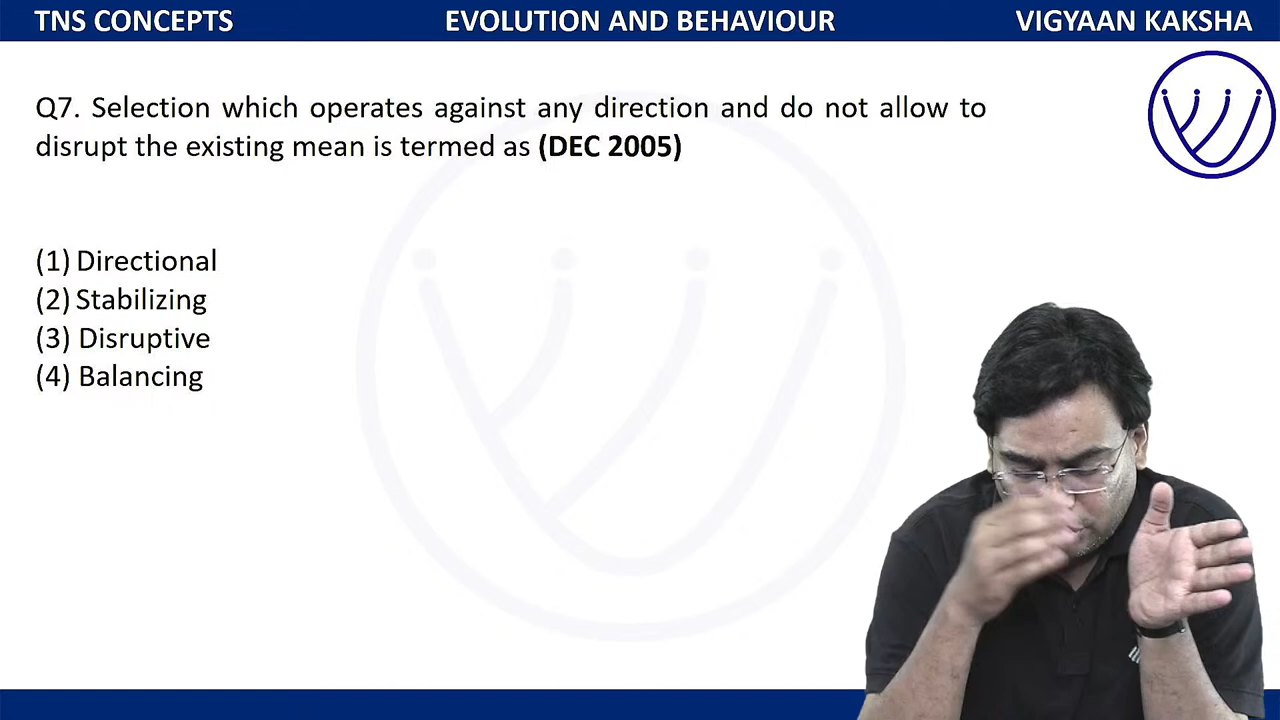 TNS CONCEPTS EVOLUTION AND BEHAVIOUR VIGYAAN KAKSHA
Q7. Selection which operates against any direction and do not allow to
disrupt the existing mean is termed as (DEC 2005)
(1) Directional
(2) Stabilizing
(3) Disruptive
(4) Balancing